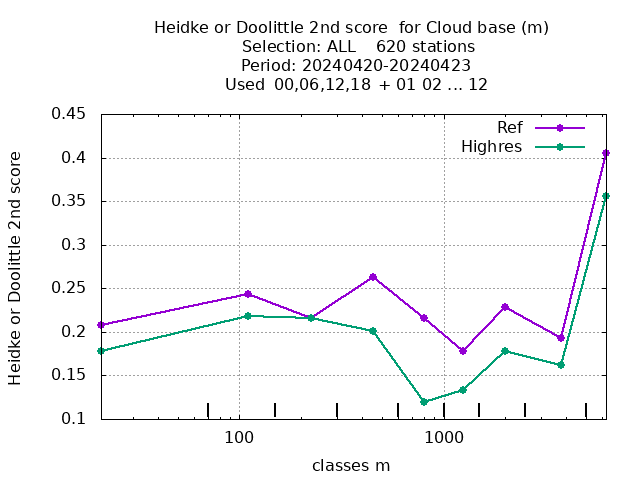 Heidke or Doolittle 2nd score  for Cloud base (m)
Selection: ALL    620 stations
Period: 20240420-20240423
Used  00,06,12,18 + 01 02 ... 12
Ref
Highres
0.45
0.4
0.35
0.3
0.25
0.2
0.15
0.1
100
1000
Heidke or Doolittle 2nd score
classes m